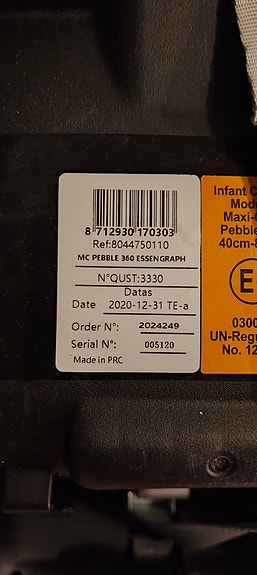 8 712930 170303
Ref:8044750110
MC PEBBLE 360 ESSENGRAPH
N°QUST:3330
Datas
Date 2020-12-31 TE-a
Order N°: 2024249
Serial N°: 005120
Made in PRC
Infant C
Mod
Maxi-
Pebble
40cm-8
E
0300
UN-Regu
No. 12